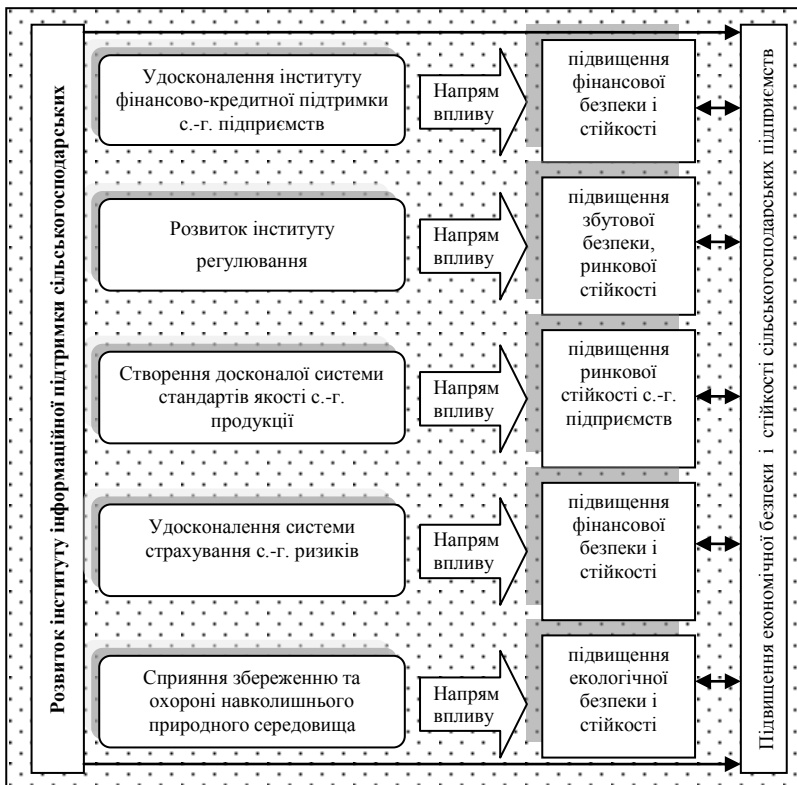 Розвиток інституту інформаційної підтримки сільськогосподарських
Удосконалення інституту
фінансово-кредитної підтримки
с.-г. підприємств
Напрям
впливу
підвищення
фінансової
безпеки і
стійкості
Розвиток інституту
регулювання
Напрям
впливу
підвищення
збутової
безпеки,
ринкової
стійкості
Створення досконалої системи
стандартів якості с.-г.
продукції
Напрям
впливу
підвищення
ринкової
стійкості с.-г.
підприємств
Удосконалення системи
страхування с.-г. ризиків
Напрям
впливу
підвищення
фінансової
безпеки і
стійкості
Сприяння збереженню та
охороні навколишнього
природного середовища
Напрям
впливу
підвищення
екологічної
безпеки і
стійкості
Підвищення економічної безпеки і стійкості сільськогосподарських підприємств